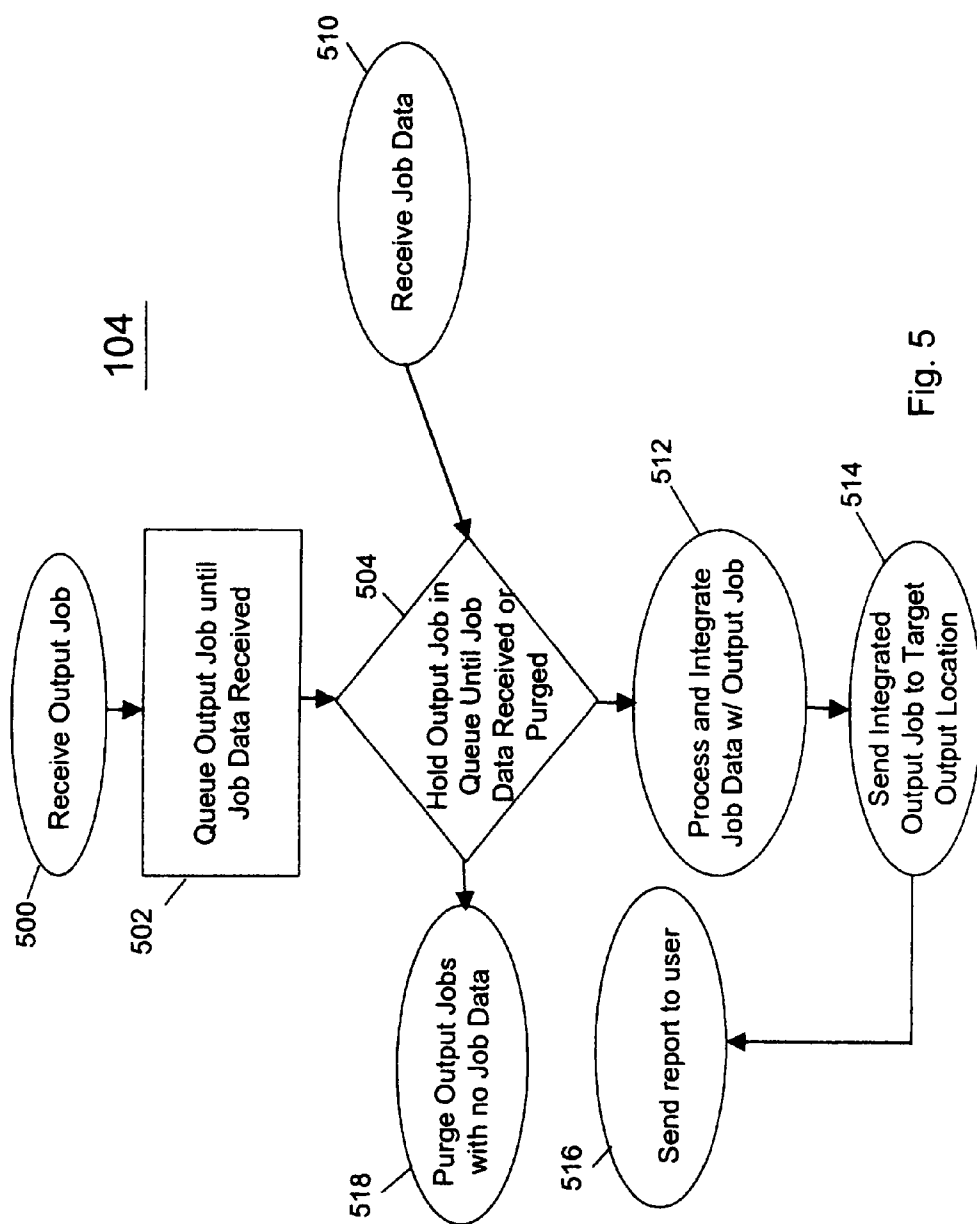 104
500
Receive Output Job
502
Queue Output Job until
Job Data Received
504
Hold Output Job in
Queue Until Job
Data Received or
Purged
510
Receive Job Data
518
Purge Output Jobs
with no Job Data
512
Process and Integrate
Job Data w/ Output Job
514
Send Integrated
Output Job to Target
Output Location
516
Send report to user
Fig. 5